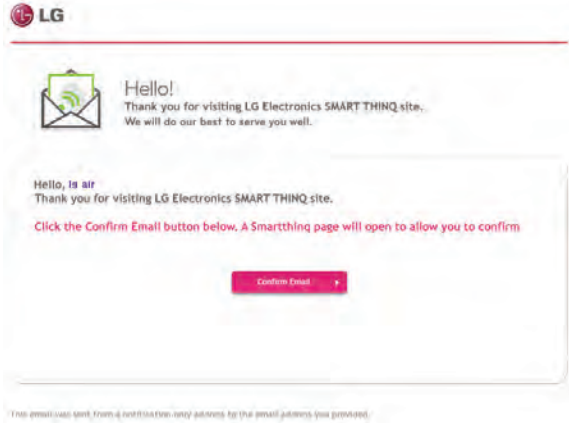 LG
Hello!
Thank you for visiting LG Electronics SMART THINQ site.
We will do our best to serve you well.
Hello, is air
Thank you for visiting LG Electronics SMART THINQ site.
Click the Confirm Email button below. A Smartthinq page will open to allow you to confirm
Confirm Email
This email was sent from a notification-only address to the email address you provided.